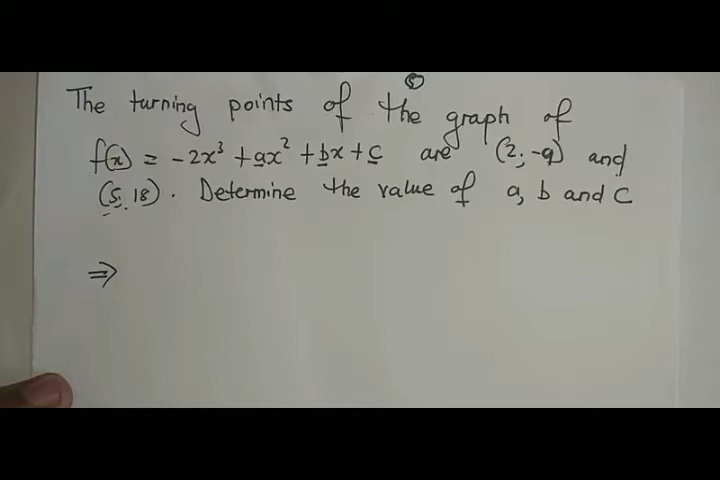 The turning points of the graph of
f(x) = -2x³ + ax² + bx + c are (2; -9) and
(5; 18). Determine the value of a, b and c
⇒